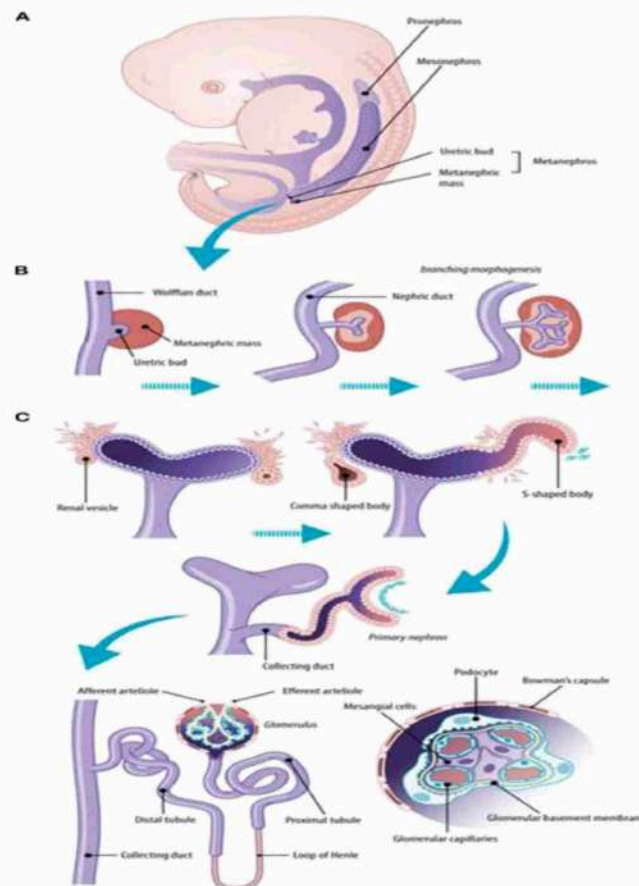 A
Pronephros
Mesonephros
Uretric bud
Metanephros
Metanephric
mass
B
branching morphogenesis
Wolffian duct
Nephric duct
Metanephric mass
Uretric bud
C
Renal vesicle
Comma shaped body
S-shaped body
Primary nephron
Collecting duct
Afferent arteliole
Efferent arteliole
Glomerulus
Podocyte
Bowman's capsule
Mesangial cells
Distal tubule
Proximal tubule
Glomerular basement membran
Glomerular capillaries
Collecting duct
Loop of Henle